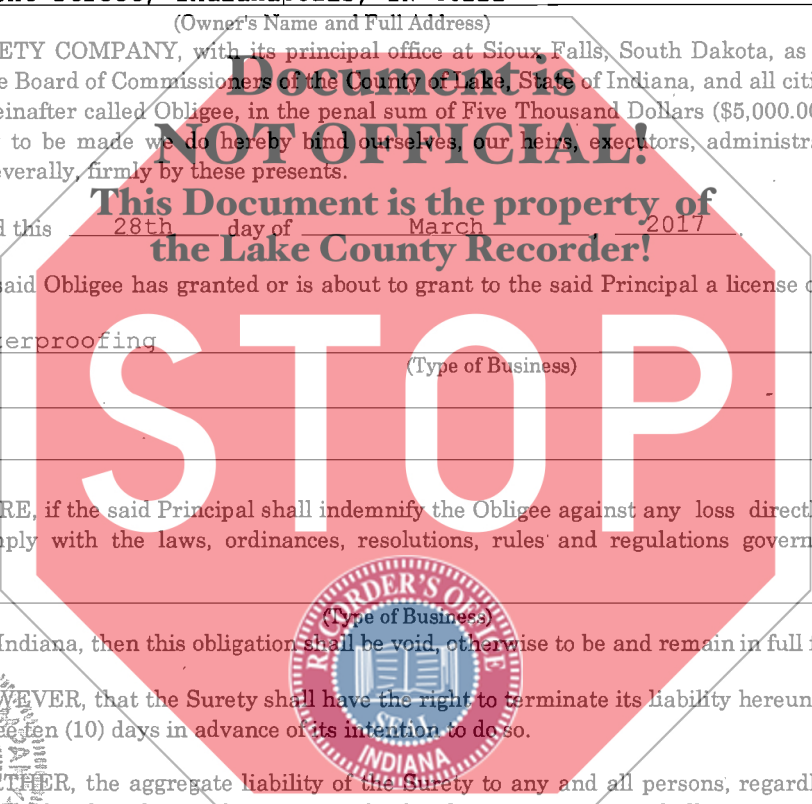 (Owner's Name and Full Address)
ETY COMPANY, with its principal office at Sioux Falls, South Dakota, as
e Board of Commissioners of the County of Lake, State of Indiana, and all citi
einafter called Obligee, in the penal sum of Five Thousand Dollars ($5,000.00
to be made we do hereby bind ourselves, our heirs, executors, administra
everally, firmly by these presents.
Document is
NOT OFFICIAL!
This Document is the property of
the Lake County Recorder!
d this 28th day of March, 2017.
said Obligee has granted or is about to grant to the said Principal a license o
erproofing
(Type of Business)
STOP
RE, if the said Principal shall indemnify the Obligee against any loss directl
mply with the laws, ordinances, resolutions, rules and regulations govern
(Type of Business)
Indiana, then this obligation shall be void, otherwise to be and remain in full
WEVER, that the Surety shall have the right to terminate its liability hereun
ee ten (10) days in advance of its intention to do so.
RECORDER'S OFFICE
SEAL
INDIANA
ETHER, the aggregate liability of the Surety to any and all persons, regardl